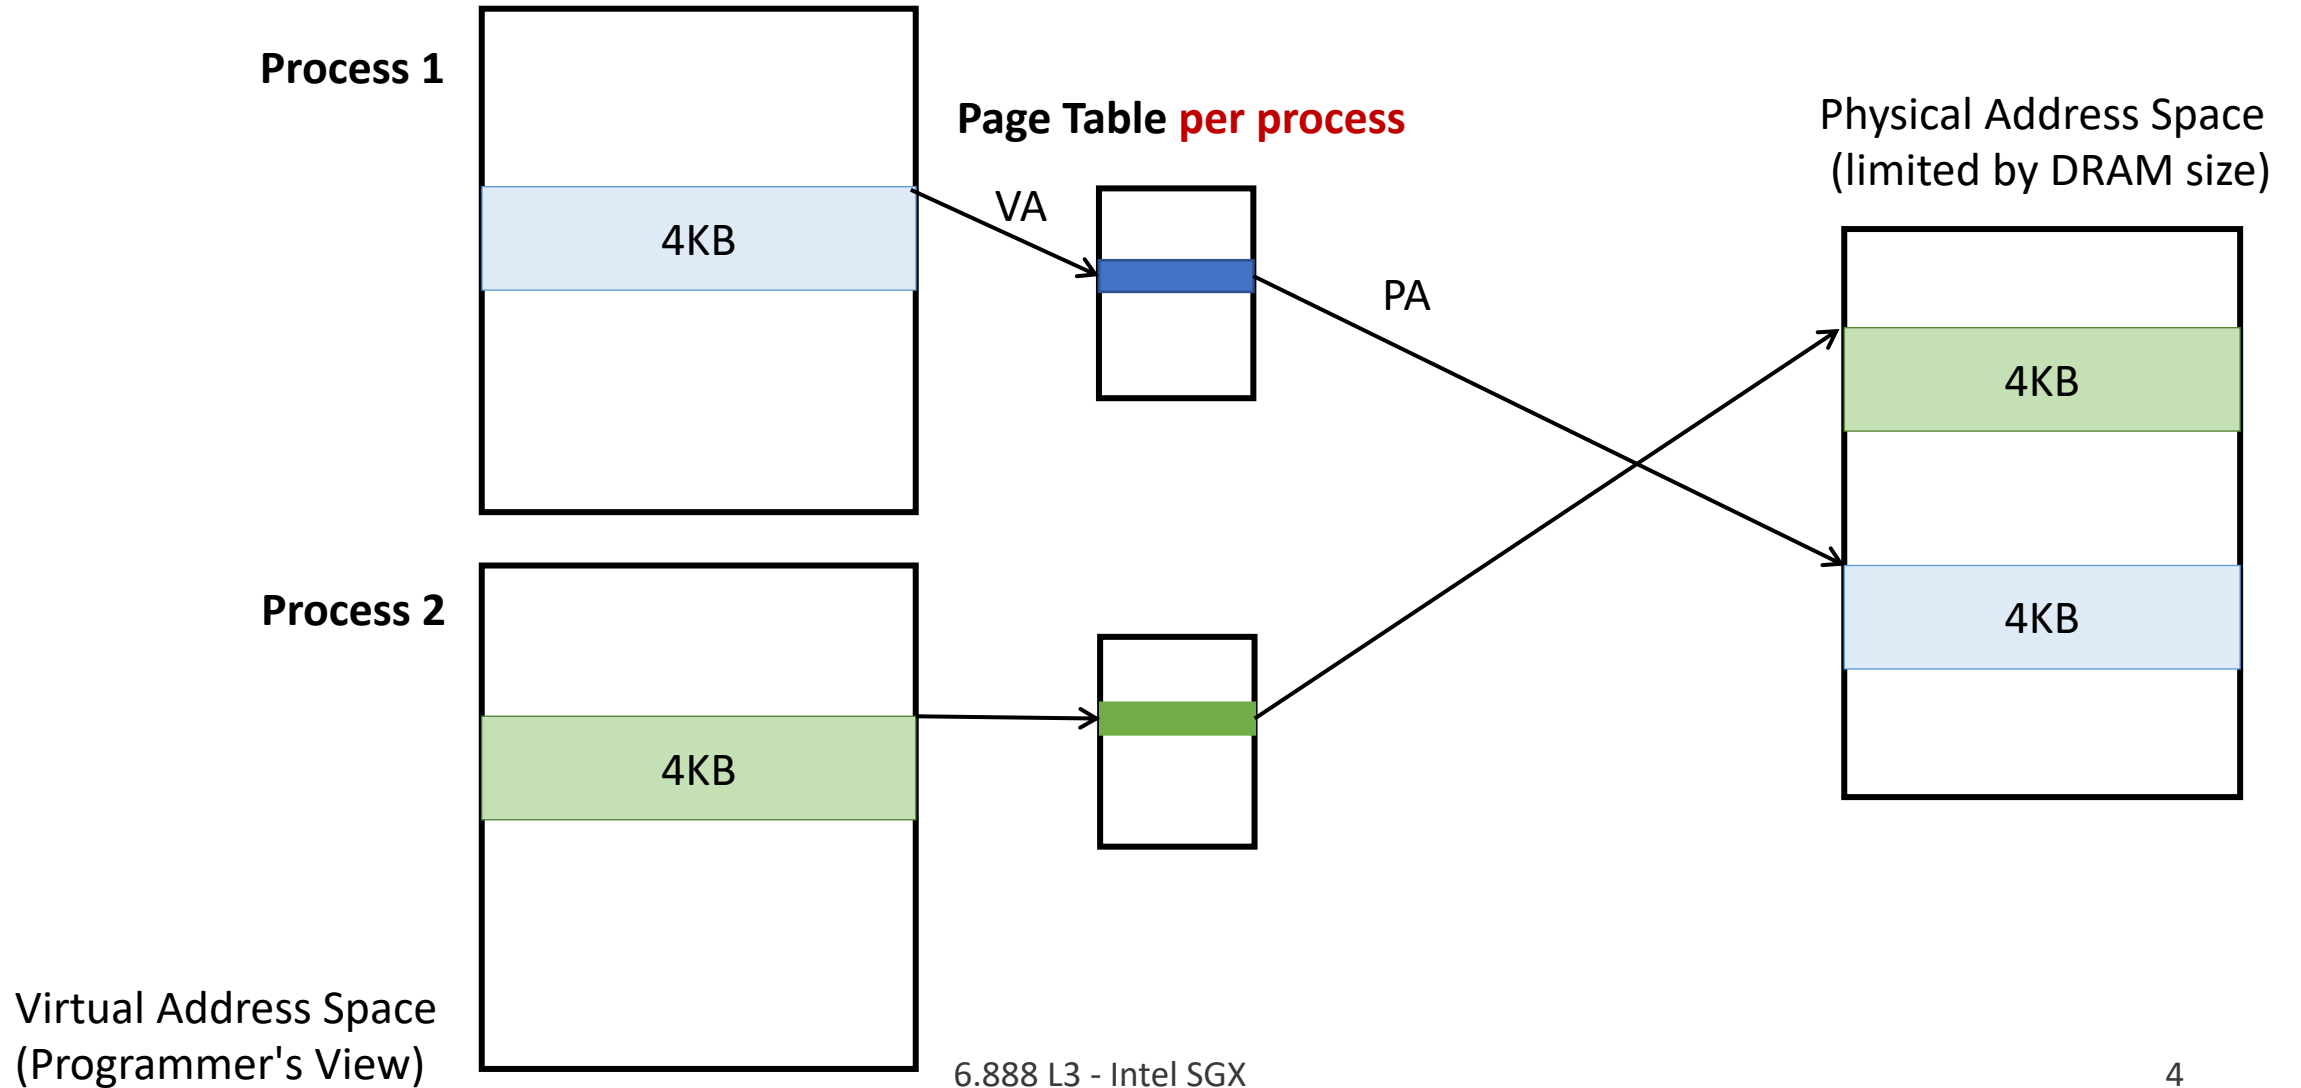 Process 1
4KB
Page Table per process
VA
PA
Physical Address Space
(limited by DRAM size)
4KB
4KB
Process 2
4KB
Virtual Address Space
(Programmer's View)
6.888 L3 - Intel SGX
4